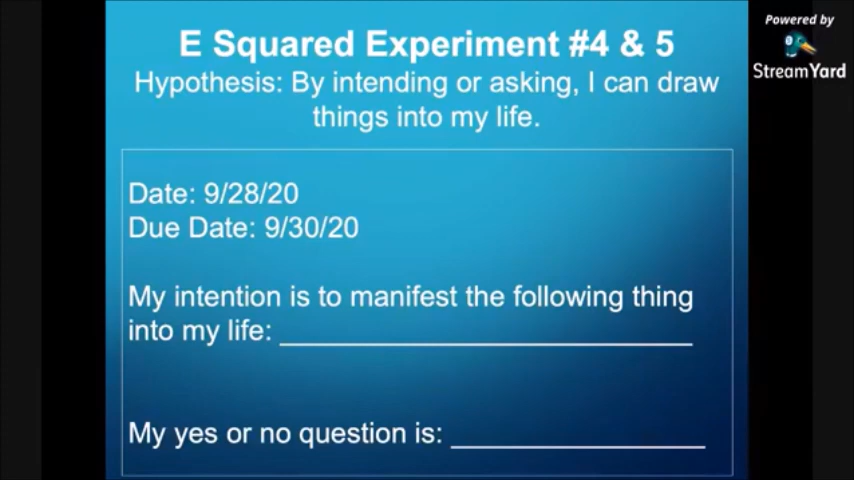 E Squared Experiment #4 & 5
Hypothesis: By intending or asking, I can draw
things into my life.
Date: 9/28/20
Due Date: 9/30/20
My intention is to manifest the following thing
into my life: ____________________________
My yes or no question is: _________________
Powered by
StreamYard